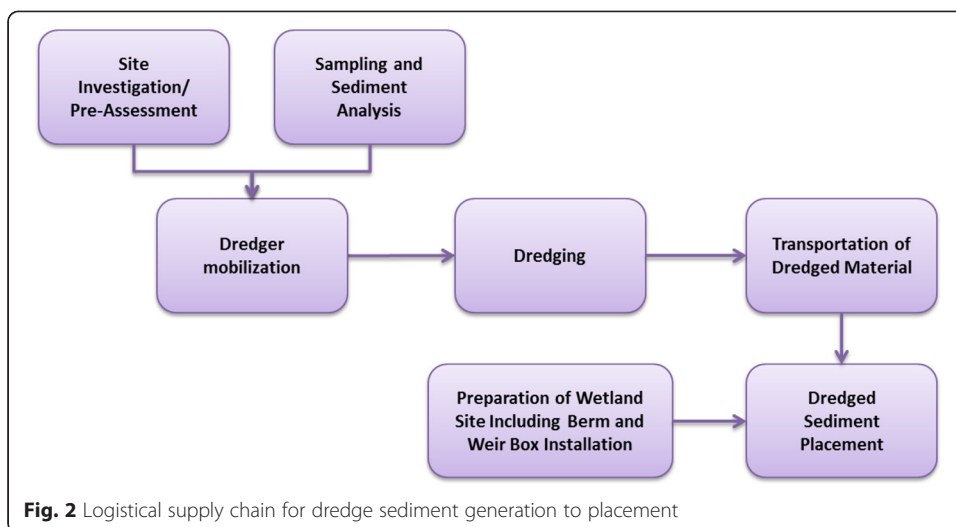 Site
Investigation/
Pre-Assessment
Sampling and
Sediment
Analysis
Dredger
mobilization
Dredging
Transportation of
Dredged Material
Preparation of Wetland
Site Including Berm and
Weir Box Installation
Dredged
Sediment
Placement
Fig. 2 Logistical supply chain for dredge sediment generation to placement